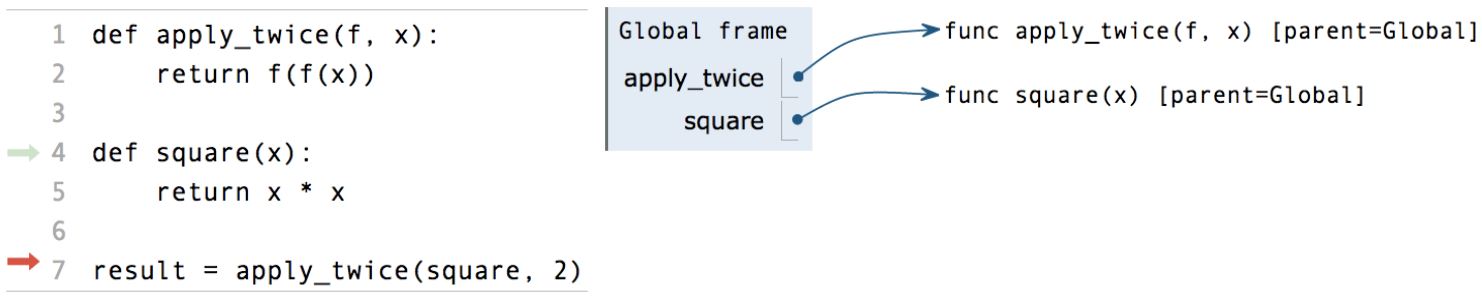 1 def apply_twice(f, x):
2     return f(f(x))
3
4 def square(x):
5     return x * x
6
7 result = apply_twice(square, 2)
Global frame
apply_twice
square
func apply_twice(f, x) [parent=Global]
func square(x) [parent=Global]